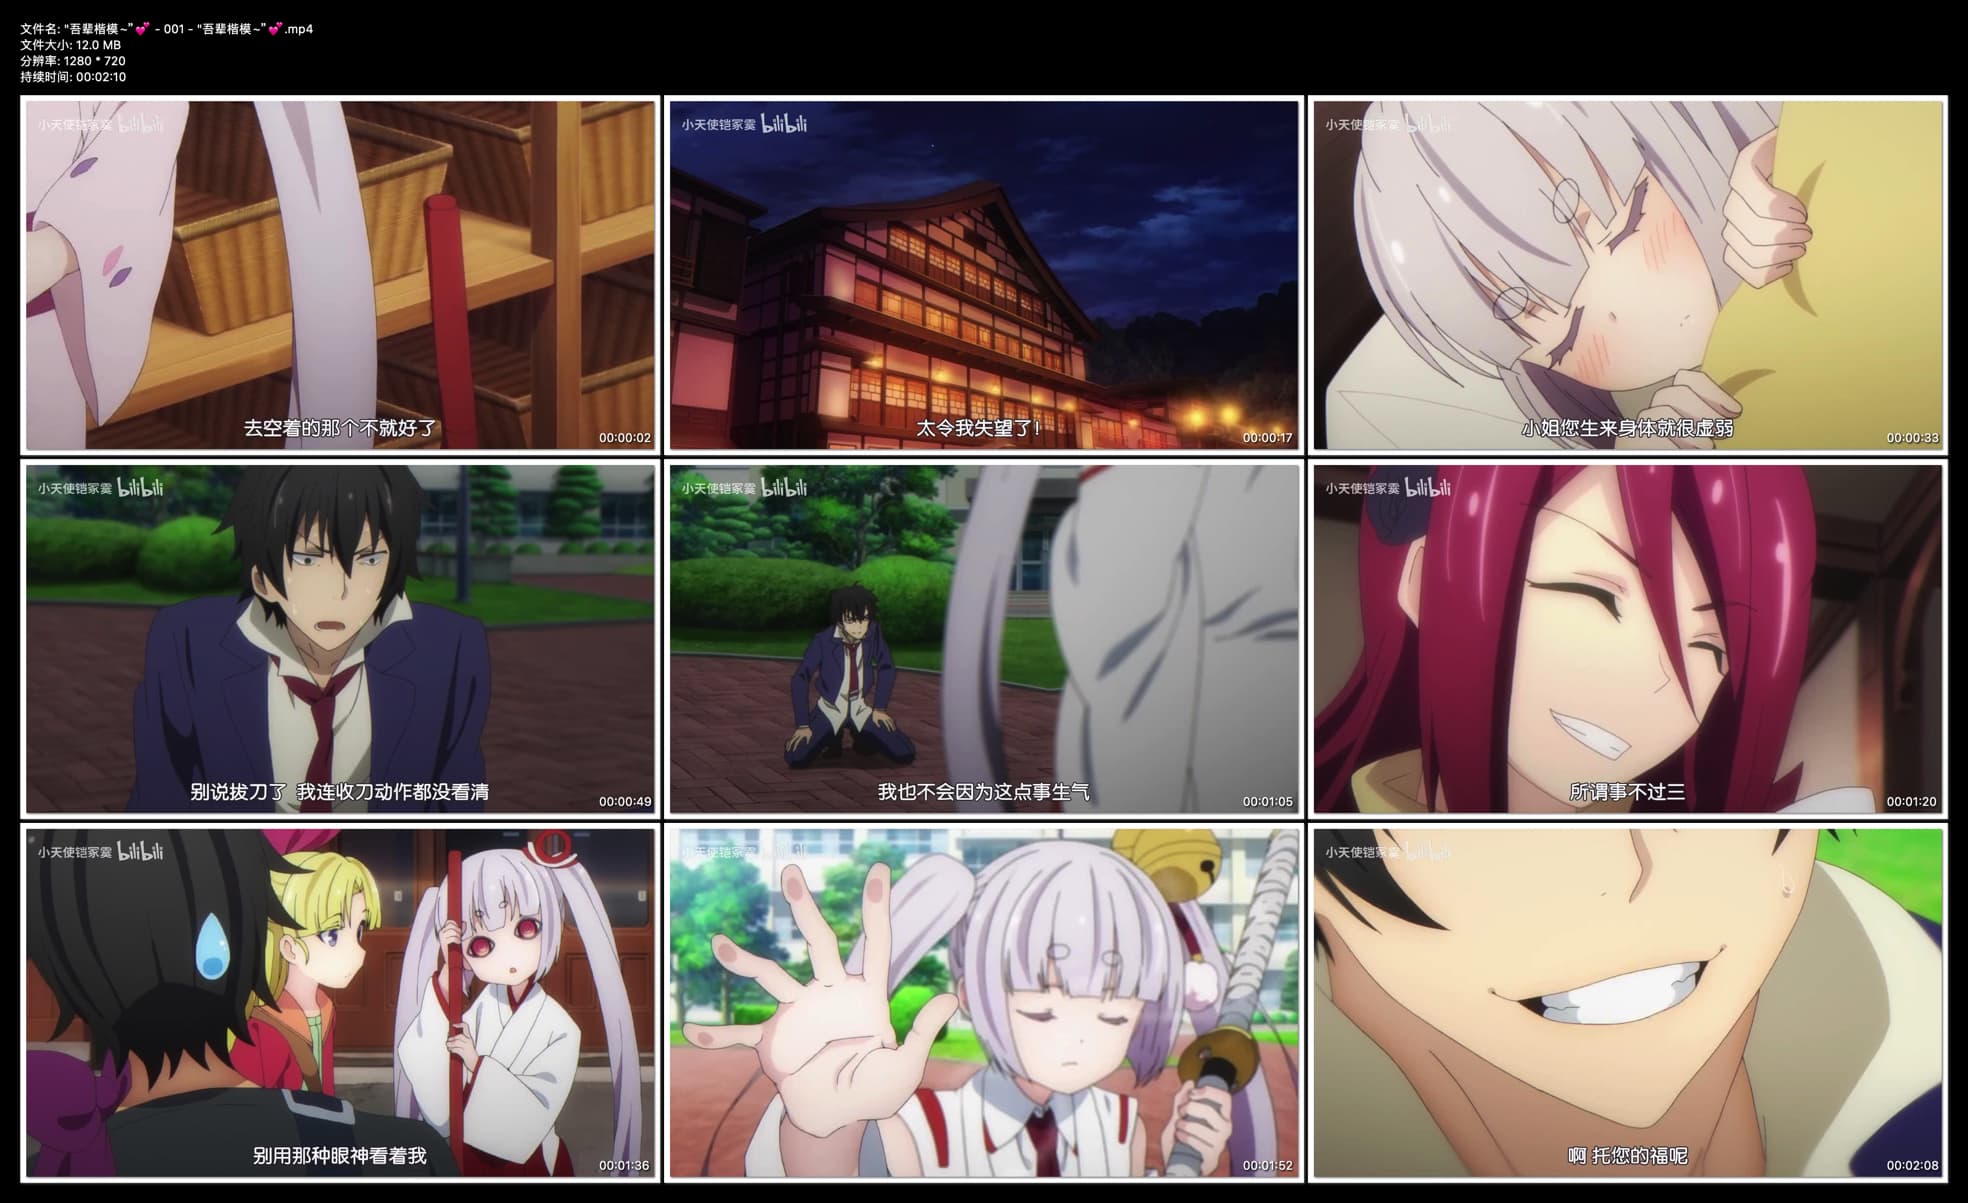 文件名: "吾辈楷模~"💕 - 001 - "吾辈楷模~"💕.mp4
文件大小: 12.0 MB
分辨率: 1280 * 720
持续时间: 00:02:10
小天使铠冢霙 bilibili
去空着的那个不就好了
00:00:02
小天使铠冢霙 bilibili
太令我失望了!
00:00:17
小天使铠冢霙 bilibili
小姐您生来身体就很虚弱
00:00:33
小天使铠冢霙 bilibili
别说拔刀了 我连收刀动作都没看清
00:00:49
小天使铠冢霙 bilibili
我也不会因为这点事生气
00:01:05
小天使铠冢霙 bilibili
所谓事不过三
00:01:20
小天使铠冢霙 bilibili
别用那种眼神看着我
00:01:36
小天使铠冢霙 bilibili
00:01:52
小天使铠冢霙 bilibili
啊 托您的福呢
00:02:08